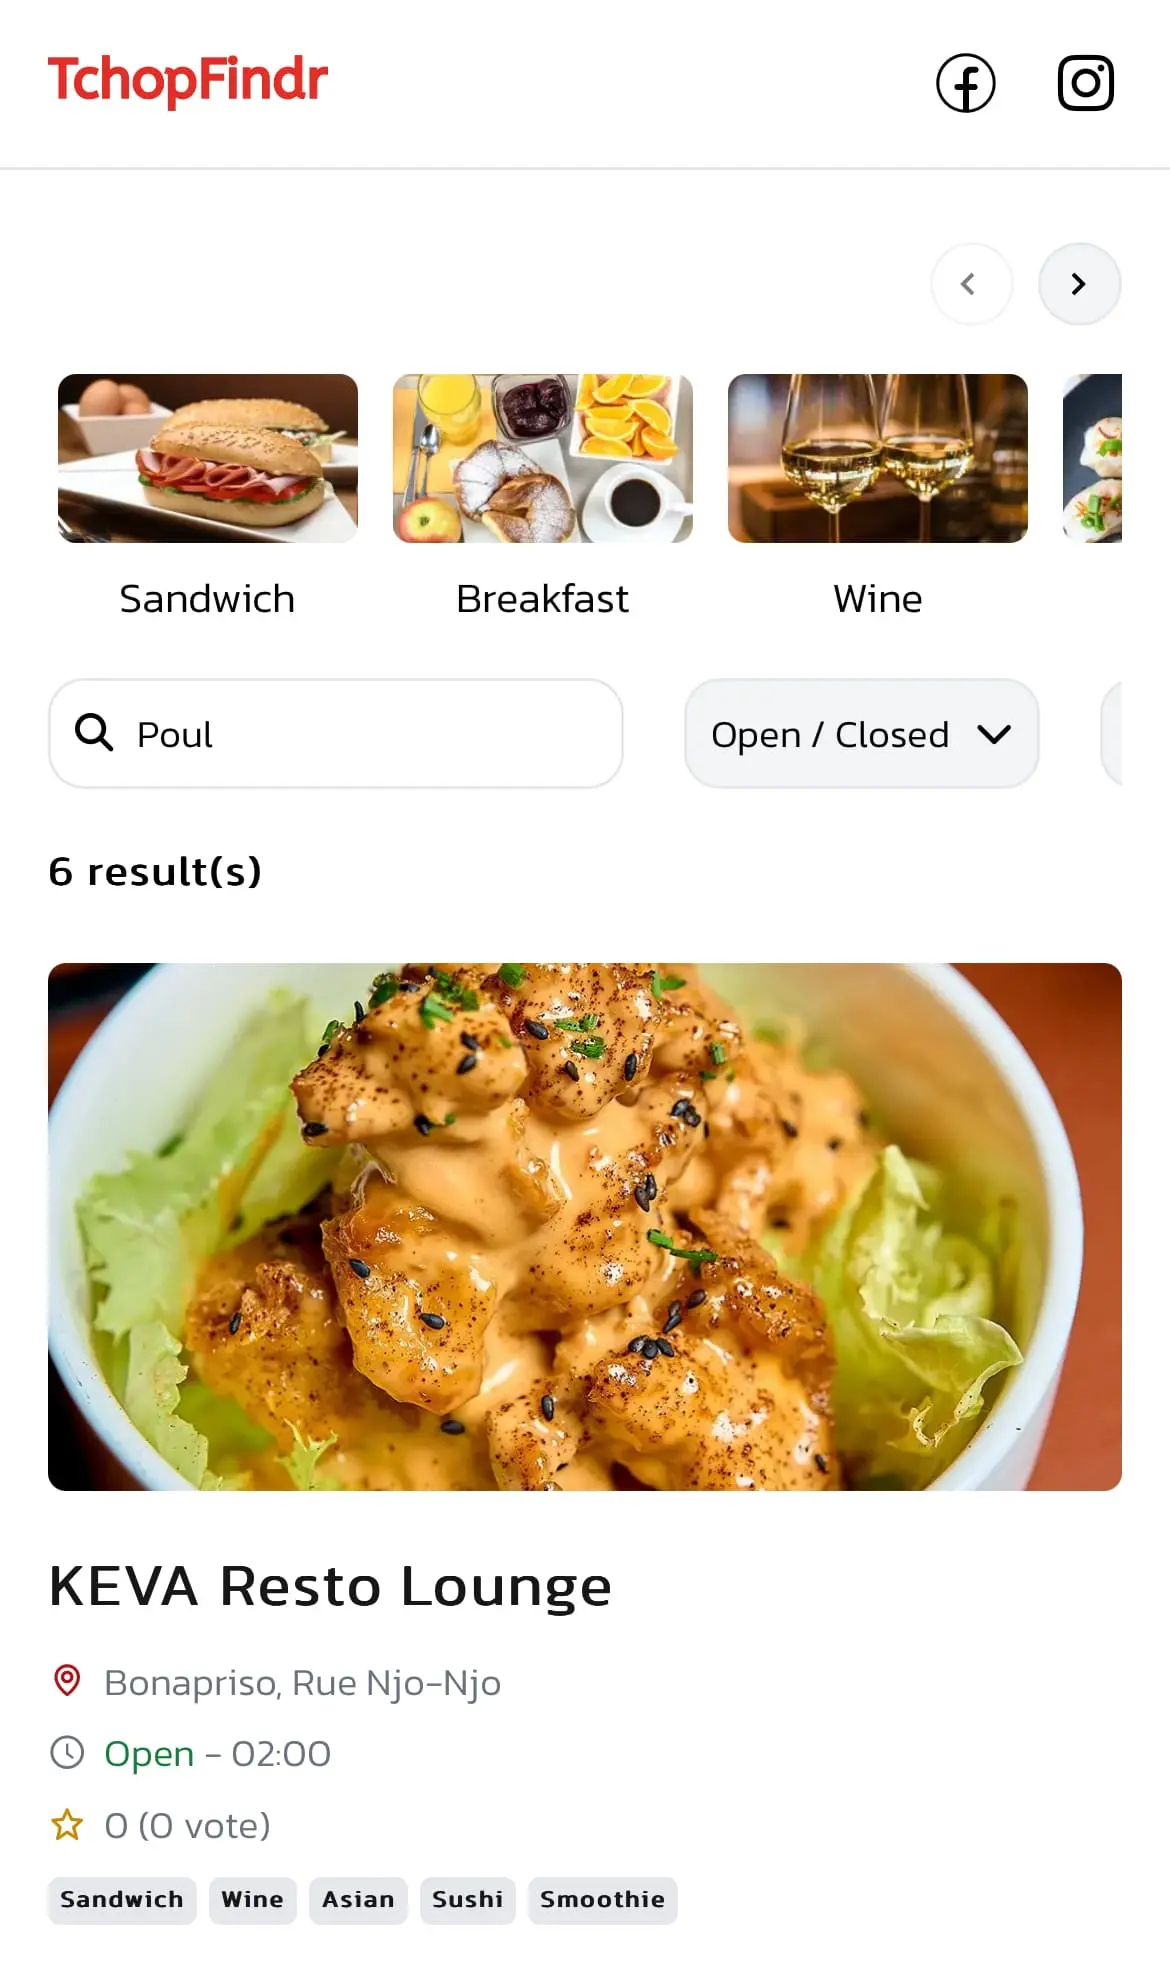 TchopFindr
Sandwich
Breakfast
Wine
Poul
Open / Closed
6 result(s)
KEVA Resto Lounge
Bonapriso, Rue Njo-Njo
Open - 02:00
0 (0 vote)
Sandwich Wine Asian Sushi Smoothie